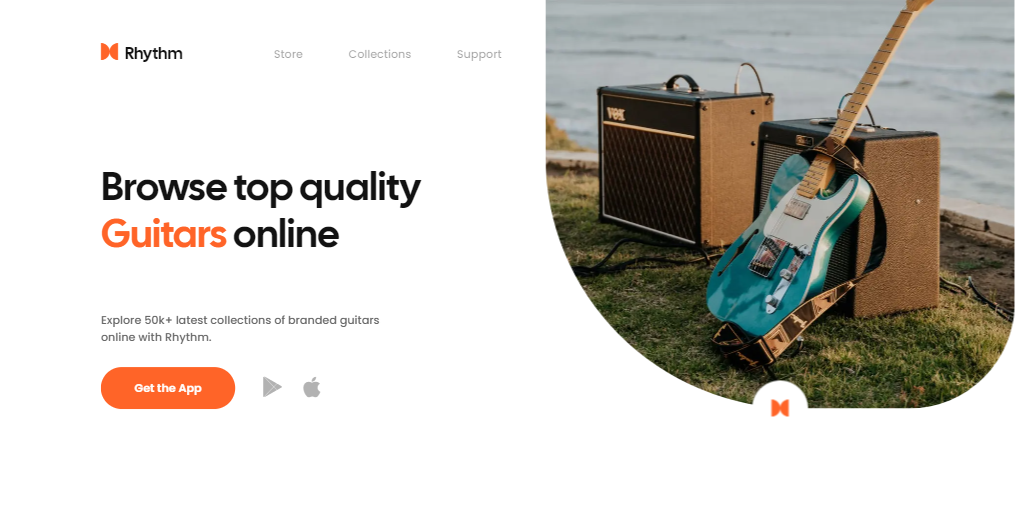 Rhythm
Store
Collections
Support
Browse top quality
Guitars online
Explore 50k+ latest collections of branded guitars
online with Rhythm.
Get the App
VOX